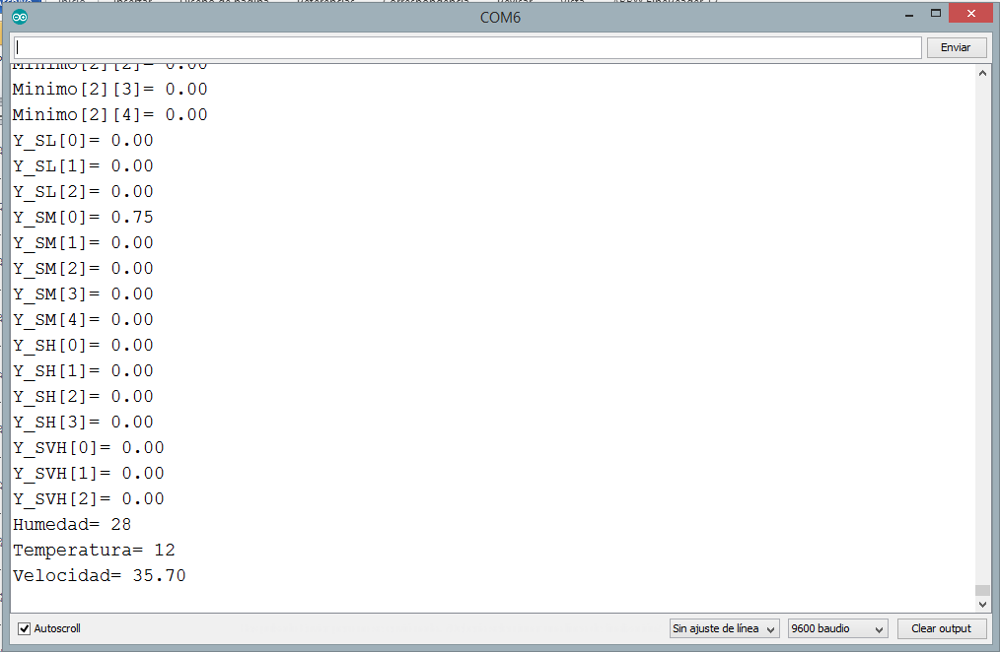 COM6
Enviar
Minimo[2][2]= 0.00
Minimo[2][3]= 0.00
Minimo[2][4]= 0.00
Y_SL[0]= 0.00
Y_SL[1]= 0.00
Y_SL[2]= 0.00
Y_SM[0]= 0.75
Y_SM[1]= 0.00
Y_SM[2]= 0.00
Y_SM[3]= 0.00
Y_SM[4]= 0.00
Y_SH[0]= 0.00
Y_SH[1]= 0.00
Y_SH[2]= 0.00
Y_SH[3]= 0.00
Y_SVH[0]= 0.00
Y_SVH[1]= 0.00
Y_SVH[2]= 0.00
Humedad= 28
Temperatura= 12
Velocidad= 35.70
Autoscroll Sin ajuste de línea 9600 baudio Clear output